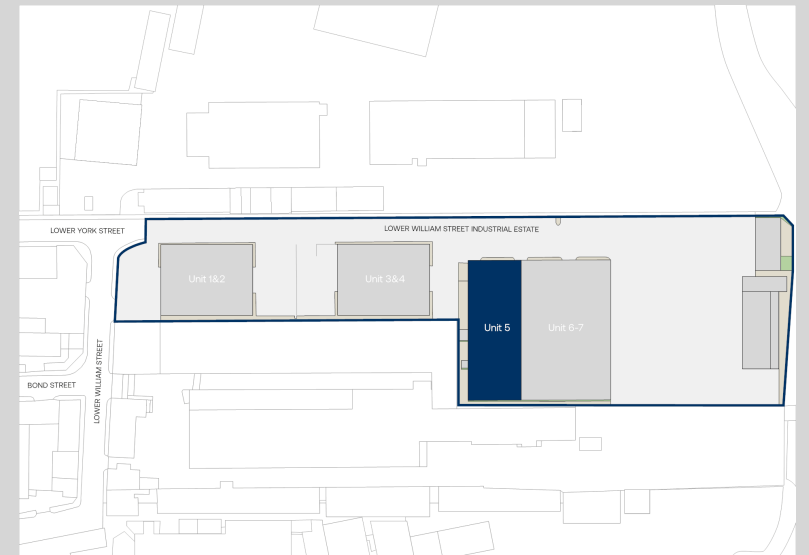 LOWER YORK STREET
LOWER WILLIAM STREET INDUSTRIAL ESTATE
Unit 1&2
Unit 3&4
Unit 5
Unit 6-7
LOWER WILLIAM STREET
BOND STREET